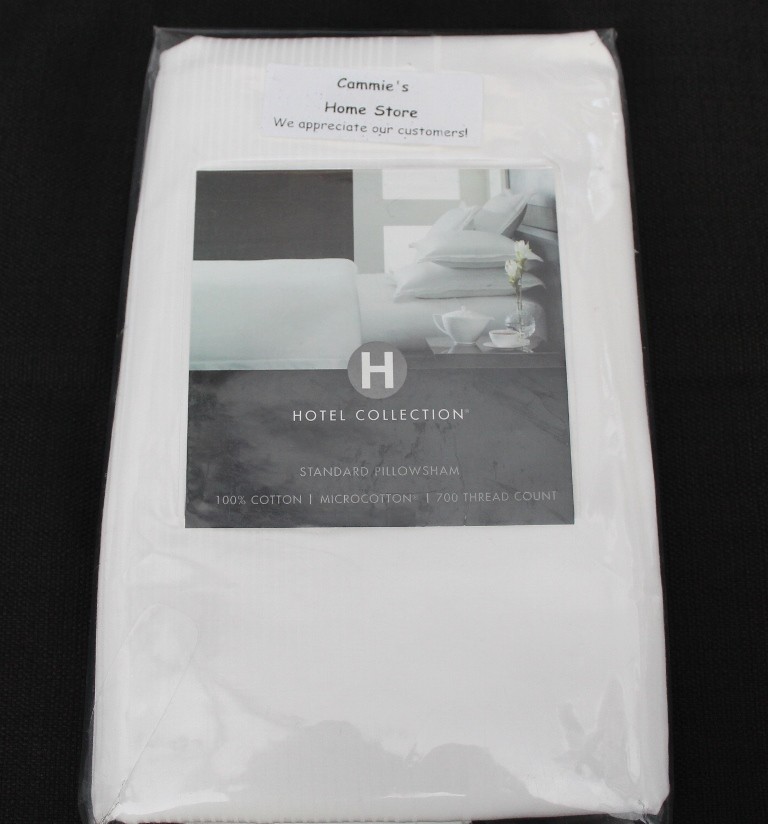 Cammie's
Home Store
We appreciate our customers!
H
HOTEL COLLECTION®
STANDARD PILLOWSHAM
100% COTTON | MICROCOTTON® | 700 THREAD COUNT